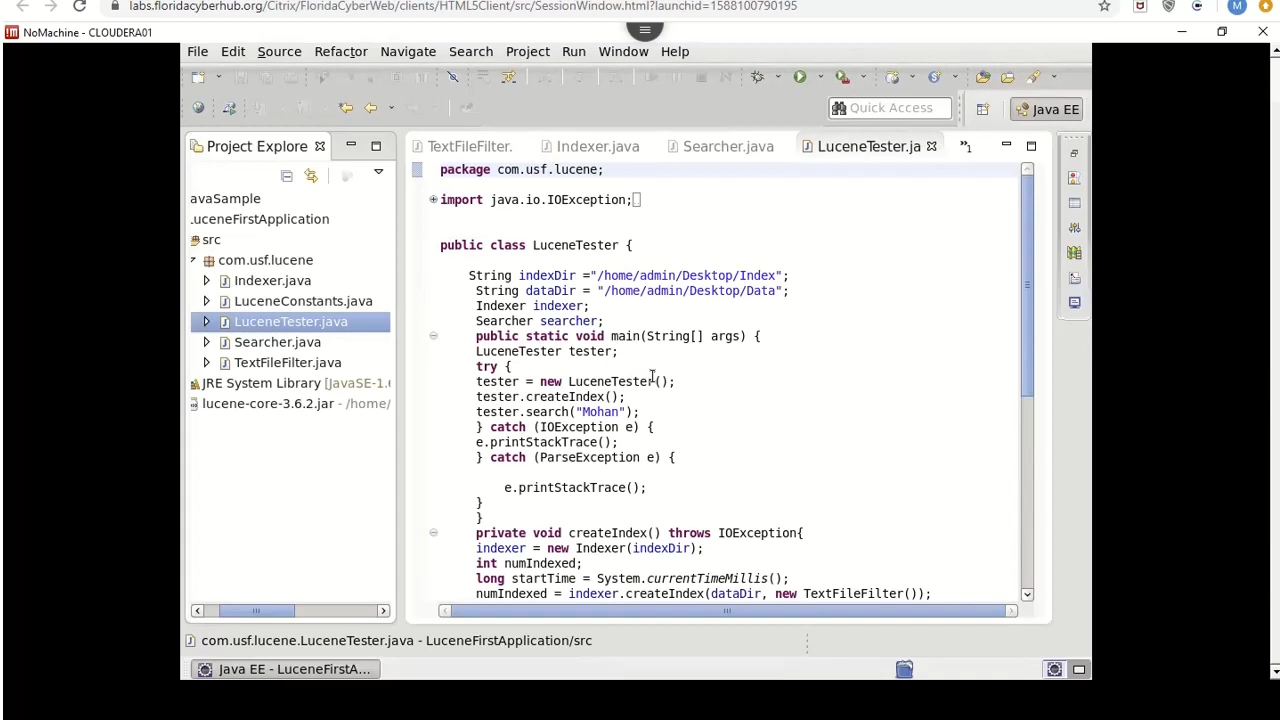 labs.floridacyberhub.org/Citrix/FloridaCyberWeb/clients/HTML5Client/src/SessionWindow.html?launchid=1588100790195
M
NoMachine - CLOUDERA01
File Edit Source Refactor Navigate Search Project Run Window Help
Quick Access
Java EE
Project Explore
TextFileFilter. Indexer.java Searcher.java LuceneTester.ja »1
avaSample
uceneFirstApplication
src
com.usf.lucene
Indexer.java
LuceneConstants.java
LuceneTester.java
Searcher.java
TextFileFilter.java
JRE System Library [JavaSE-1.6
lucene-core-3.6.2.jar - /home/
package com.usf.lucene;
import java.io.IOException;
public class LuceneTester {
String indexDir ="/home/admin/Desktop/Index";
String dataDir = "/home/admin/Desktop/Data";
Indexer indexer;
Searcher searcher;
public static void main(String[] args) {
LuceneTester tester;
try {
tester = new LuceneTester();
tester.createIndex();
tester.search("Mohan");
} catch (IOException e) {
e.printStackTrace();
} catch (ParseException e) {
e.printStackTrace();
}
}
private void createIndex() throws IOException{
indexer = new Indexer(indexDir);
int numIndexed;
long startTime = System.currentTimeMillis();
numIndexed = indexer.createIndex(dataDir, new TextFileFilter());
com.usf.lucene.LuceneTester.java - LuceneFirstApplication/src
Java EE - LuceneFirstA...